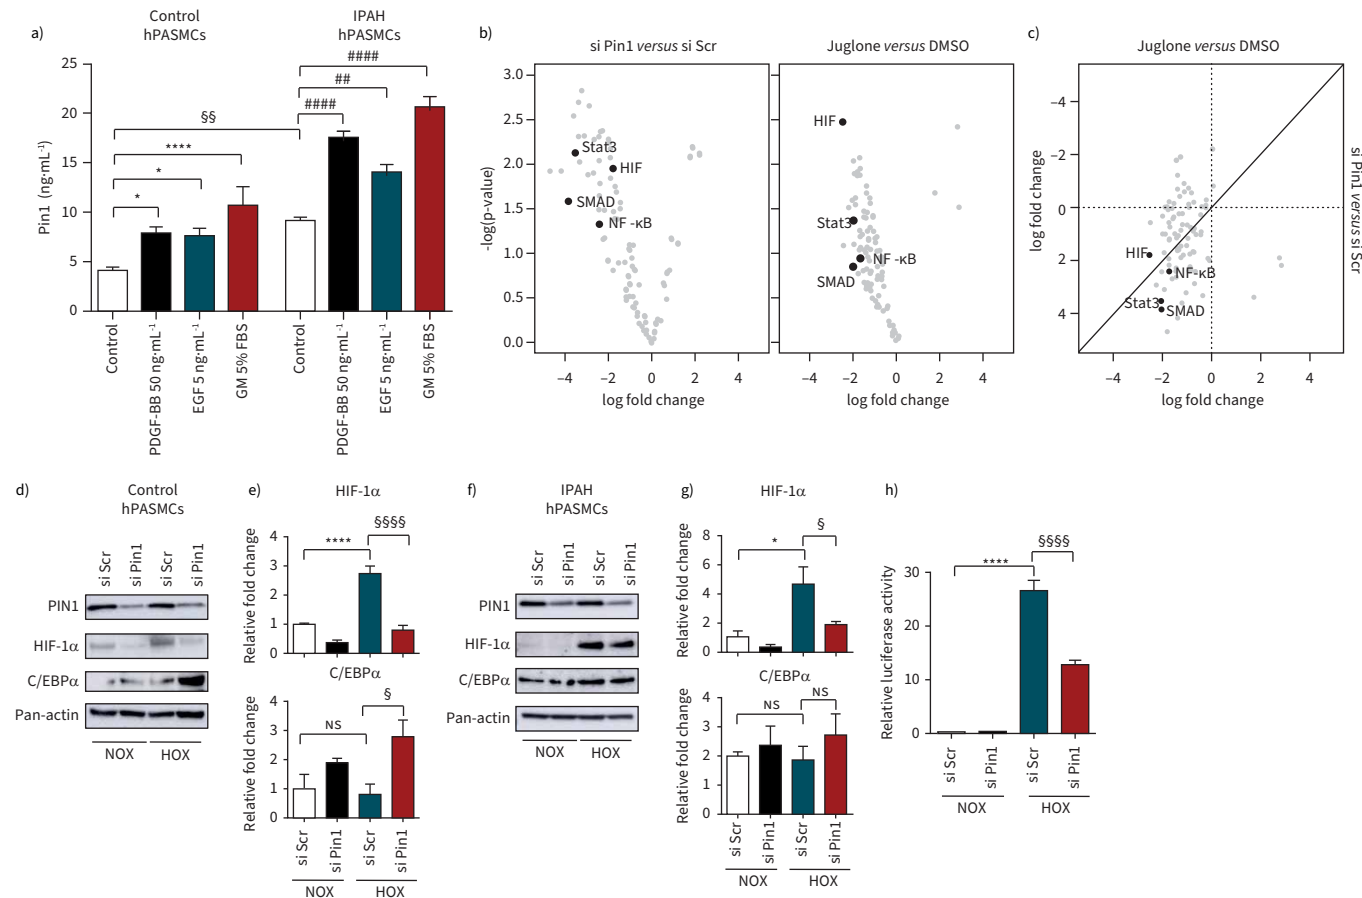 a)
Control
hPASMCs
IPAH
hPASMCs
Pin1 (ng·mL⁻¹)
25
20
15
10
5
0
*
*
****
§§
####
##
####
Control
PDGF-BB 50 ng·mL⁻¹
EGF 5 ng·mL⁻¹
GM 5% FBS
Control
PDGF-BB 50 ng·mL⁻¹
EGF 5 ng·mL⁻¹
GM 5% FBS
b)
si Pin1 versus si Scr
-log(p-value)
3.0
2.5
2.0
1.5
1.0
0.5
0.0
Stat3
HIF
SMAD
NF -κB
–4 –2 0 2 4
log fold change
Juglone versus DMSO
HIF
Stat3
NF -κB
SMAD
–4 –2 0 2 4
log fold change
c)
Juglone versus DMSO
log fold change
–4
–2
0
2
4
HIF
NF-κB
Stat3
SMAD
si Pin1 versus si Scr
–4 –2 0 2 4
log fold change
d)
Control
hPASMCs
si Scr
si Pin1
si Scr
si Pin1
PIN1
HIF-1α
C/EBPα
Pan-actin
NOX HOX
e)
HIF-1α
Relative fold change
4
3
2
1
0
****
§§§§
C/EBPα
Relative fold change
4
3
2
1
0
NS
§
si Scr
si Pin1
si Scr
si Pin1
NOX HOX
f)
IPAH
hPASMCs
si Scr
si Pin1
si Scr
si Pin1
PIN1
HIF-1α
C/EBPα
Pan-actin
NOX HOX
g)
HIF-1α
Relative fold change
8
6
4
2
0
*
§
C/EBPα
Relative fold change
4
3
2
1
0
NS
NS
si Scr
si Pin1
si Scr
si Pin1
NOX HOX
h)
Relative luciferase activity
30
20
10
0
****
§§§§
si Scr
si Pin1
si Scr
si Pin1
NOX HOX